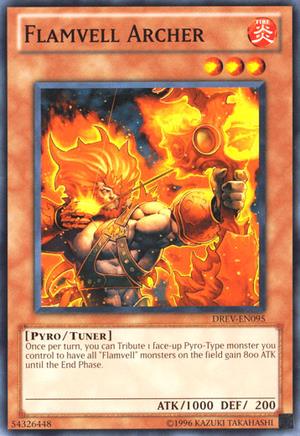 Flamvell Archer
FIRE
炎
DREV-EN095
[Pyro/Tuner]
Once per turn, you can Tribute 1 face-up Pyro-Type monster you
control to have all "Flamvell" monsters on the field gain 800 ATK
until the End Phase.
ATK/1000 DEF/ 200
54326448
©1996 KAZUKI TAKAHASHI